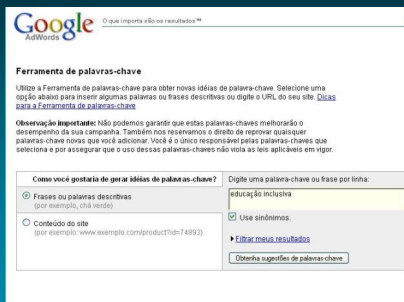 Google
AdWords
O que importa são os resultados™
Ferramenta de palavras-chave
Utilize a Ferramenta de palavras-chave para obter novas idéias de palavra-chave. Selecione uma
opção abaixo para inserir algumas palavras ou frases descritivas ou digite o URL do seu site. Dicas
para a Ferramenta de palavras-chave
Observação importante: Não podemos garantir que estas palavras-chaves melhorarão o
desempenho da sua campanha. Também nos reservamos o direito de reprovar quaisquer
palavras-chave novas que você adicionar. Você é o único responsável pelas palavras-chaves que
seleciona e por assegurar que o uso dessas palavras-chaves não viola as leis aplicáveis em vigor.
Como você gostaria de gerar idéias de palavras-chave?
Frases ou palavras descritivas
(por exemplo, chá verde)
Conteúdo do site
(por exemplo: www.exemplo.com/product?id=74893)
Digite uma palavra-chave ou frase por linha:
educação inclusiva
Use sinônimos.
Filtrar meus resultados
Obtenha sugestões de palavras-chave